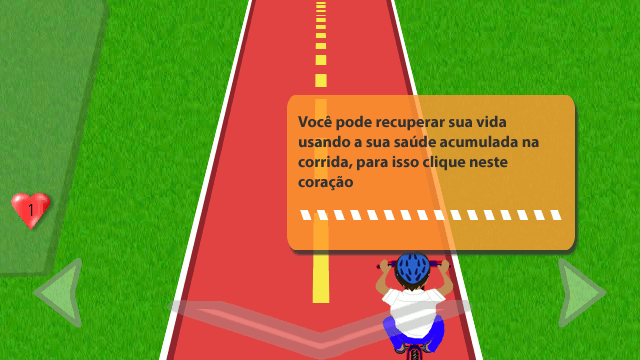 Você pode recuperar sua vida
usando a sua saúde acumulada na
corrida, para isso clique neste
coração
1